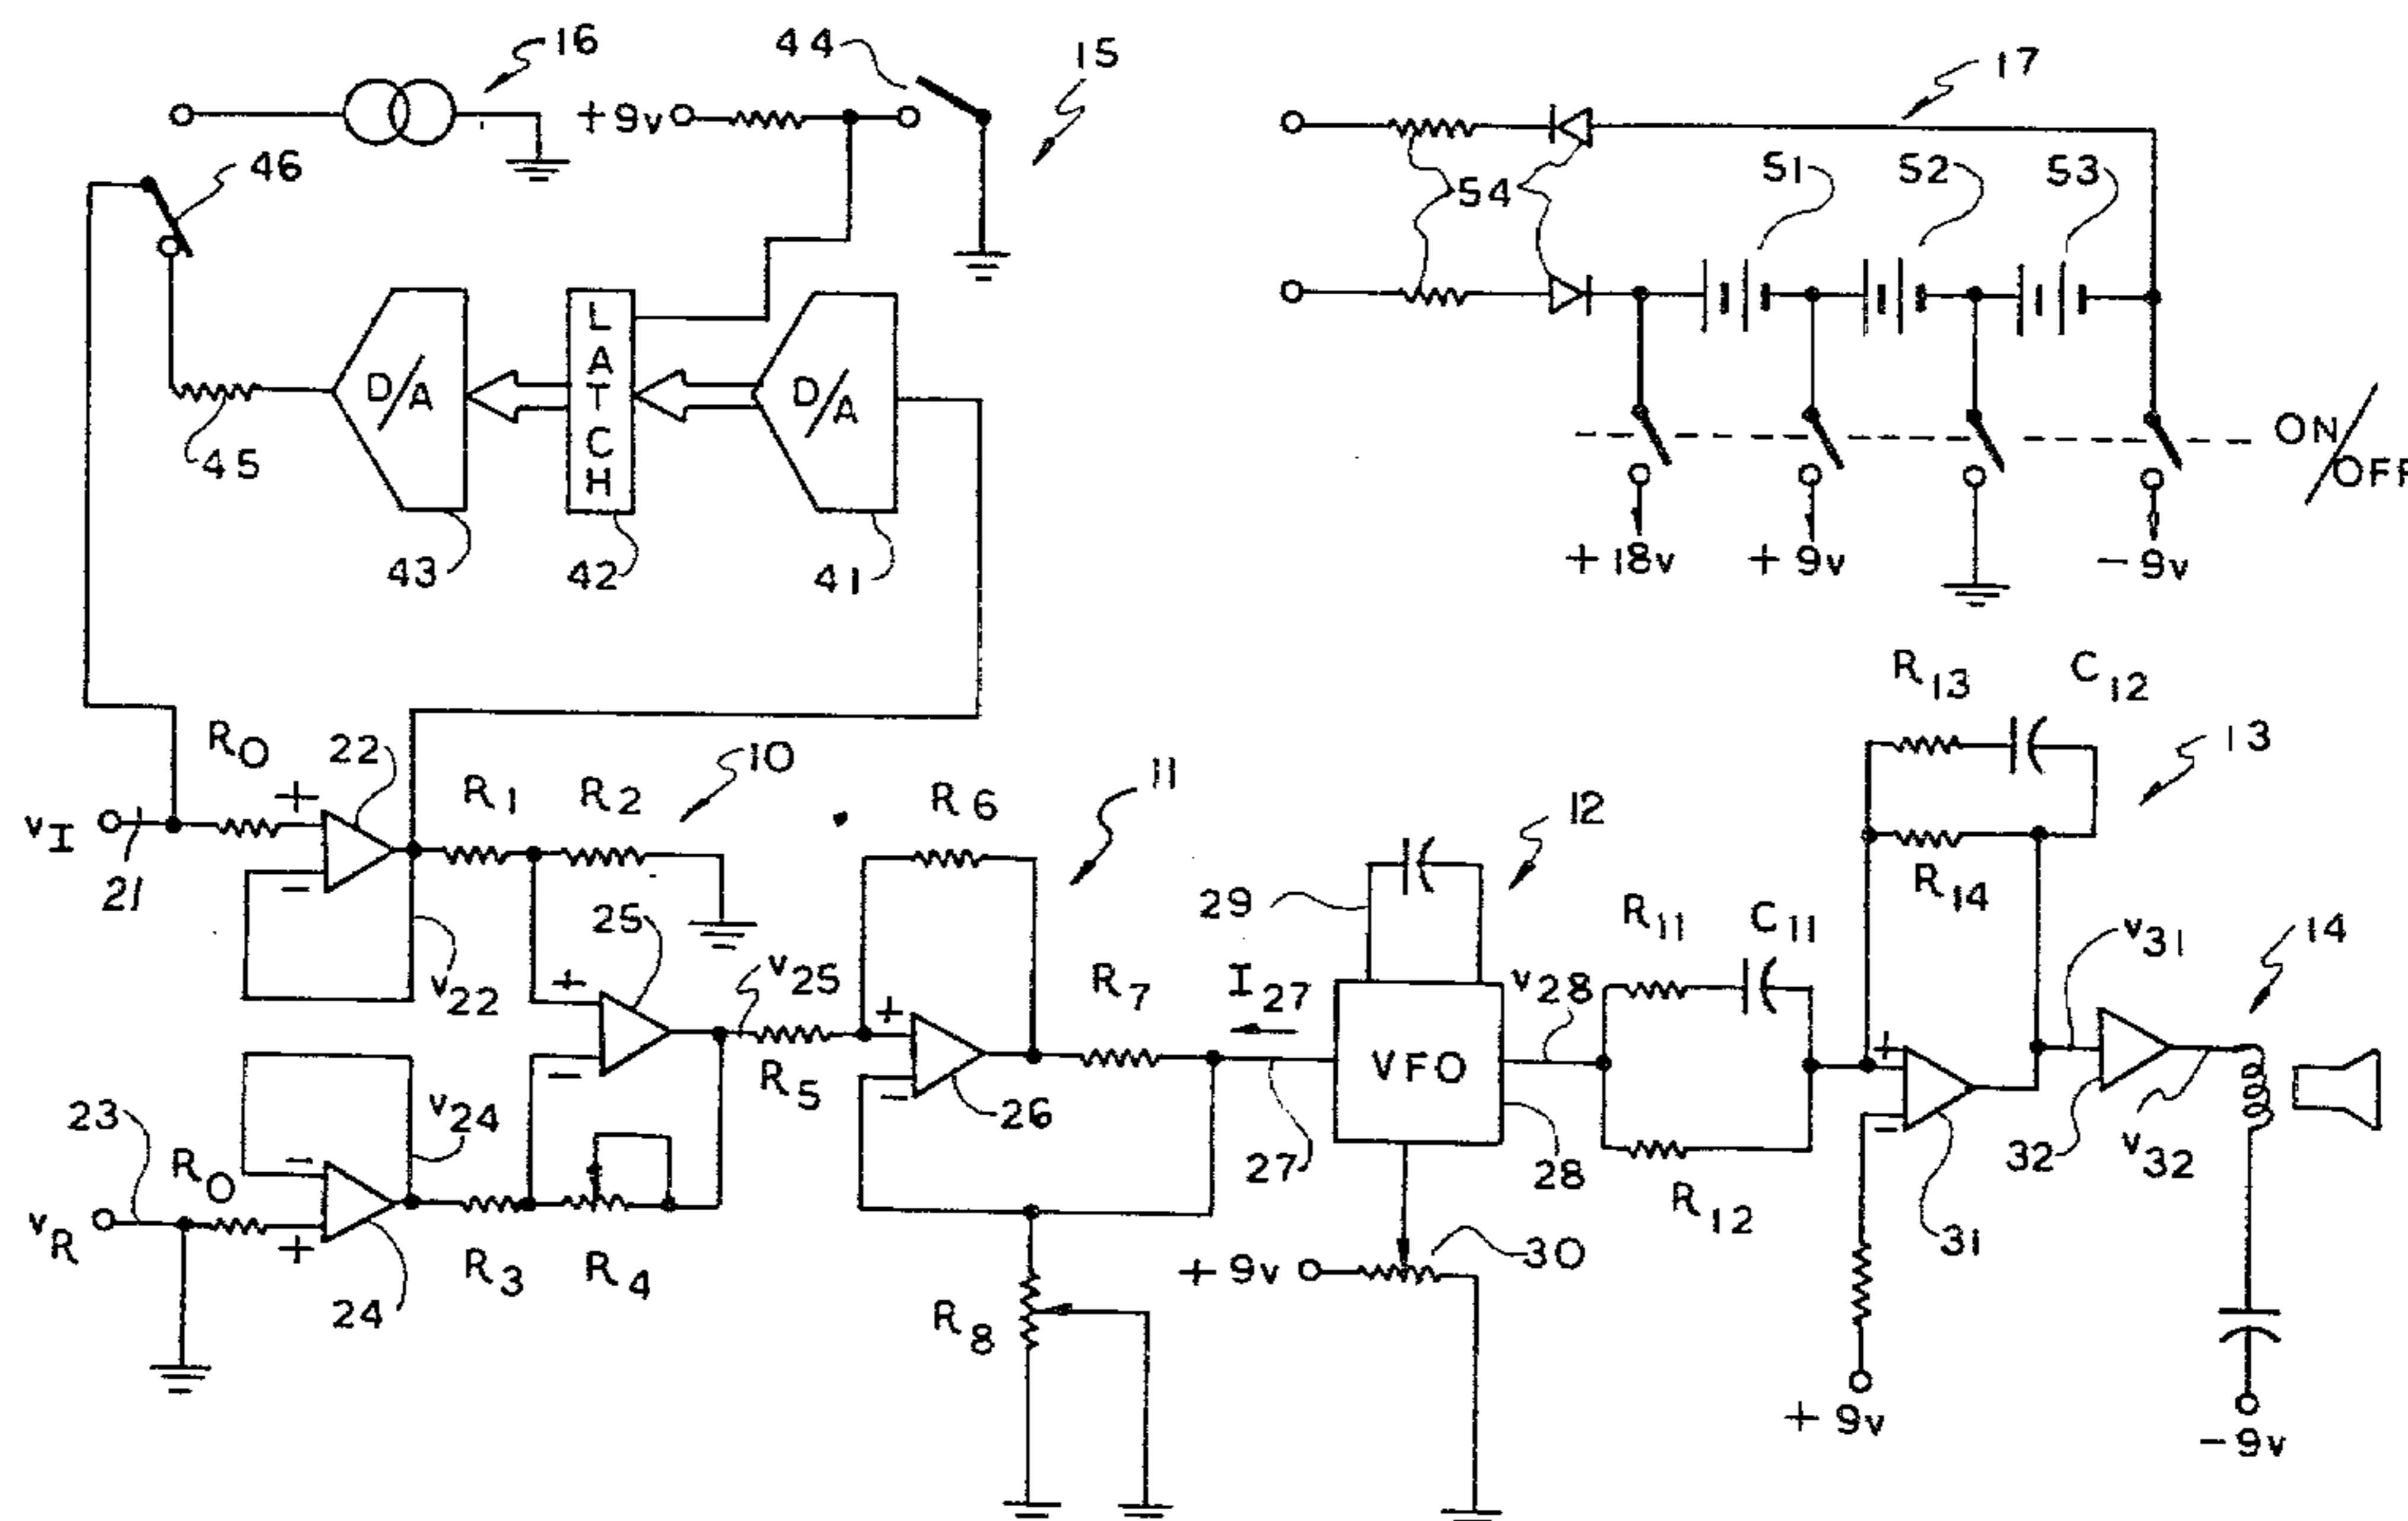 16
44
15
17
+9v
46
54
51
52
53
D/A
LATCH
D/A
45
43
42
41
ON/OFF
+18v
+9v
-9v
R13
C12
13
R0
22
+
-
R1
R2
10
11
R6
12
vI
21
v22
25
+
-
v25
R5
R7
+
-
26
29
I27
27
VFO
v28
28
R11
C11
R12
R14
v31
14
+
-
31
32
v32
23
R0
v24
-
+
24
vR
R3
R4
R8
+9v
30
+9v
-9v